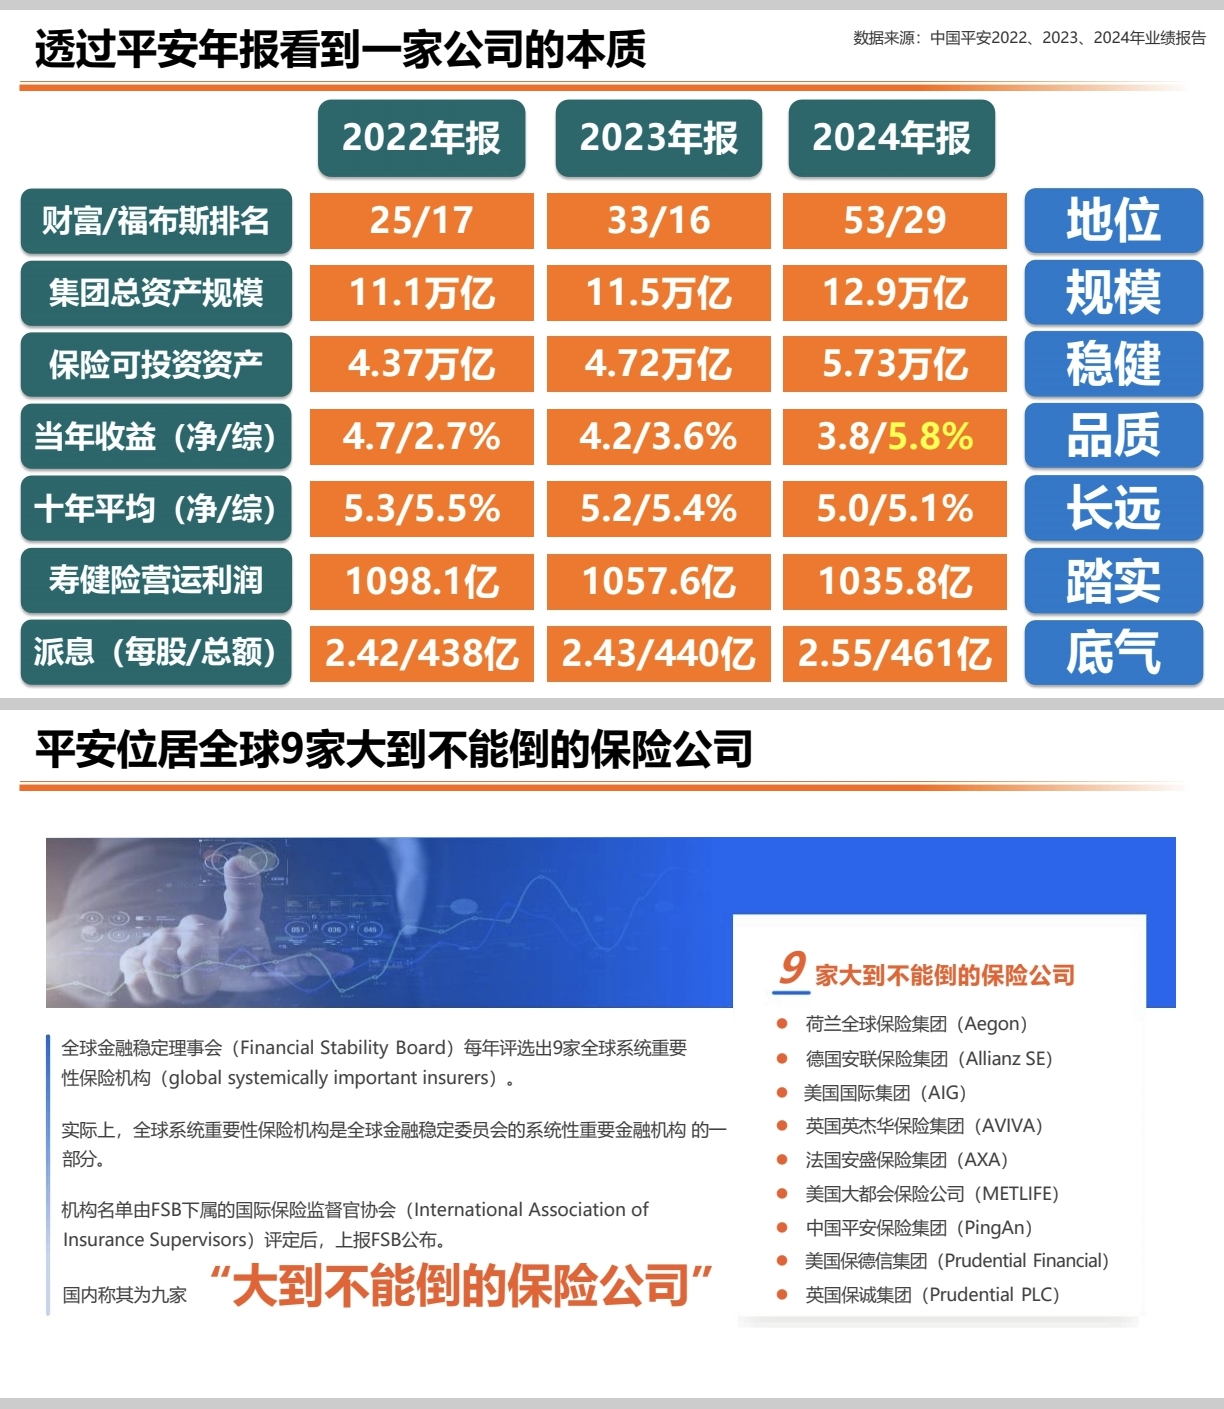 透过平安年报看到一家公司的本质
数据来源：中国平安2022、2023、2024年业绩报告
2022年报 2023年报 2024年报
财富/福布斯排名 25/17 33/16 53/29 地位
集团总资产规模 11.1万亿 11.5万亿 12.9万亿 规模
保险可投资资产 4.37万亿 4.72万亿 5.73万亿 稳健
当年收益（净/综） 4.7/2.7% 4.2/3.6% 3.8/5.8% 品质
十年平均（净/综） 5.3/5.5% 5.2/5.4% 5.0/5.1% 长远
寿健险营运利润 1098.1亿 1057.6亿 1035.8亿 踏实
派息（每股/总额） 2.42/438亿 2.43/440亿 2.55/461亿 底气
平安位居全球9家大到不能倒的保险公司
051 036 045
全球金融稳定理事会（Financial Stability Board）每年评选出9家全球系统重要
性保险机构（global systemically important insurers）。
实际上，全球系统重要性保险机构是全球金融稳定委员会的系统性重要金融机构 的一
部分。
机构名单由FSB下属的国际保险监督官协会（International Association of
Insurance Supervisors）评定后，上报FSB公布。
国内称其为九家 “大到不能倒的保险公司”
9 家大到不能倒的保险公司
荷兰全球保险集团（Aegon）
德国安联保险集团（Allianz SE）
美国国际集团（AIG）
英国英杰华保险集团（AVIVA）
法国安盛保险集团（AXA）
美国大都会保险公司（METLIFE）
中国平安保险集团（PingAn）
美国保德信集团（Prudential Financial)
英国保诚集团（Prudential PLC）